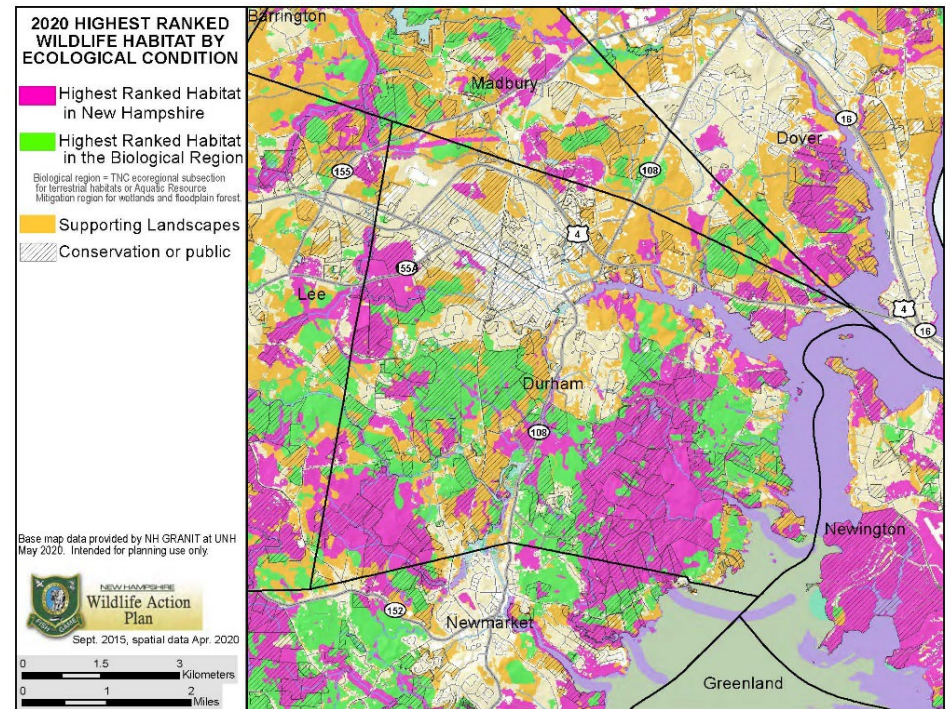 2020 HIGHEST RANKED
WILDLIFE HABITAT BY
ECOLOGICAL CONDITION
Highest Ranked Habitat
in New Hampshire
Highest Ranked Habitat
in the Biological Region
Biological region = TNC ecoregional subsection
for terrestrial habitats or Aquatic Resource
Mitigation region for wetlands and floodplain forest.
Supporting Landscapes
Conservation or public
Base map data provided by NH GRANIT at UNH
May 2020. Intended for planning use only.
NEW HAMPSHIRE
Wildlife Action
Plan
FISH GAME
Sept. 2015, spatial data Apr. 2020
0 1.5 3
Kilometers
0 1 2
Miles
Barrington
Madbury
Dover
16
155
108
4
155A
Lee
4
16
Durham
108
Newington
152
Newmarket
Greenland